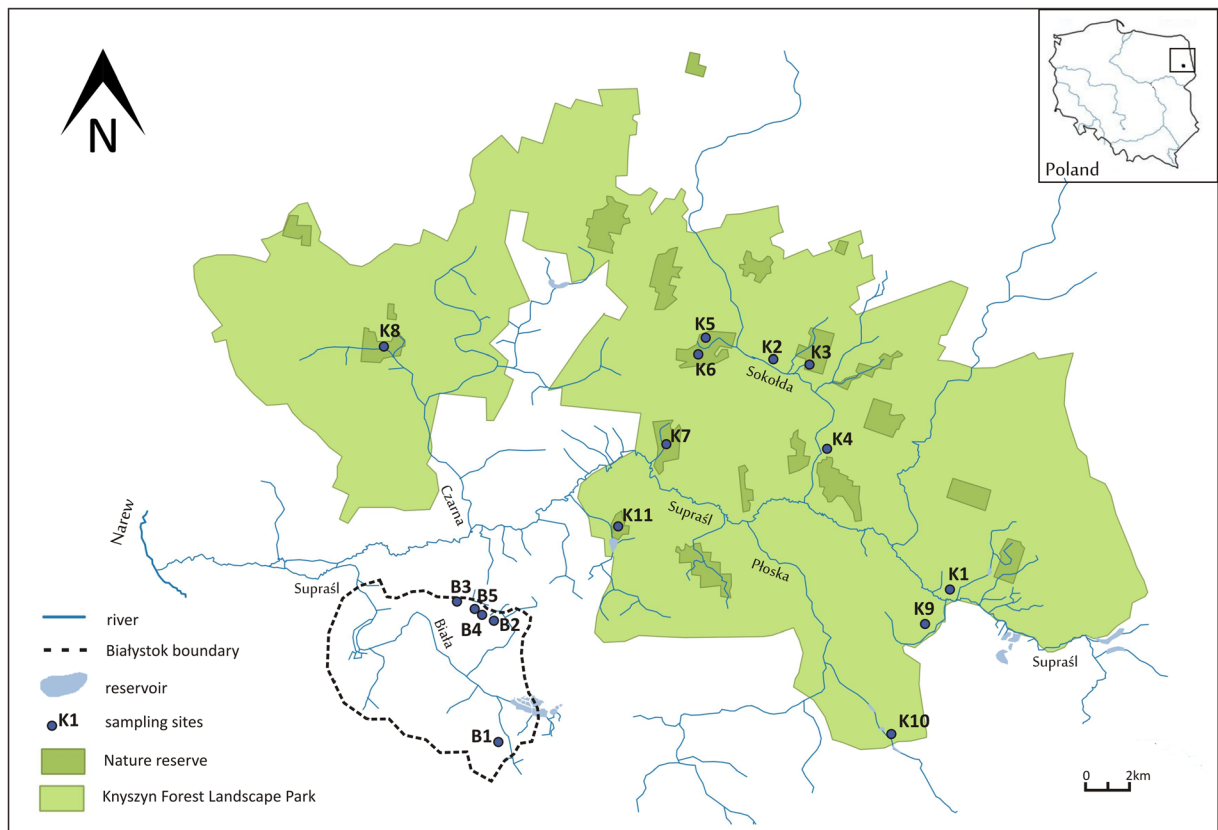 N
Poland
K5
K8
K2
K3
K6
Sokołda
K7
K4
Czarna
Narew
K11
Supraśl
Płoska
K1
Supraśl
B3
B5
K9
B4
B2
Biała
Supraśl
K10
B1
river
Białystok boundary
reservoir
K1
sampling sites
Nature reserve
Knyszyn Forest Landscape Park
0 2km